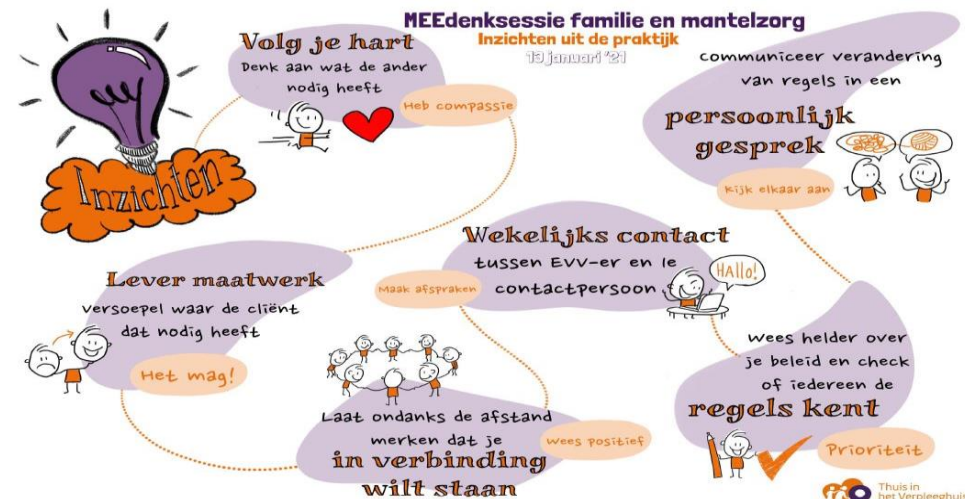 MEEdenksessie familie en mantelzorg
Inzichten uit de praktijk
13 januari '21
Inzichten
Volg je hart
Denk aan wat de ander
nodig heeft
Heb compassie
Lever maatwerk
versoepel waar de cliënt
dat nodig heeft
Het mag!
Laat ondanks de afstand
merken dat je
in verbinding
wilt staan
Wees positief
Wekelijks contact
tussen EVV-er en 1e
contactpersoon
Maak afspraken
HALLO!
Wees helder over
je beleid en check
of iedereen de
regels kent
Prioriteit
communiceer verandering
van regels in een
persoonlijk
gesprek
Kijk elkaar aan
Thuis in
het Verpleeghuis